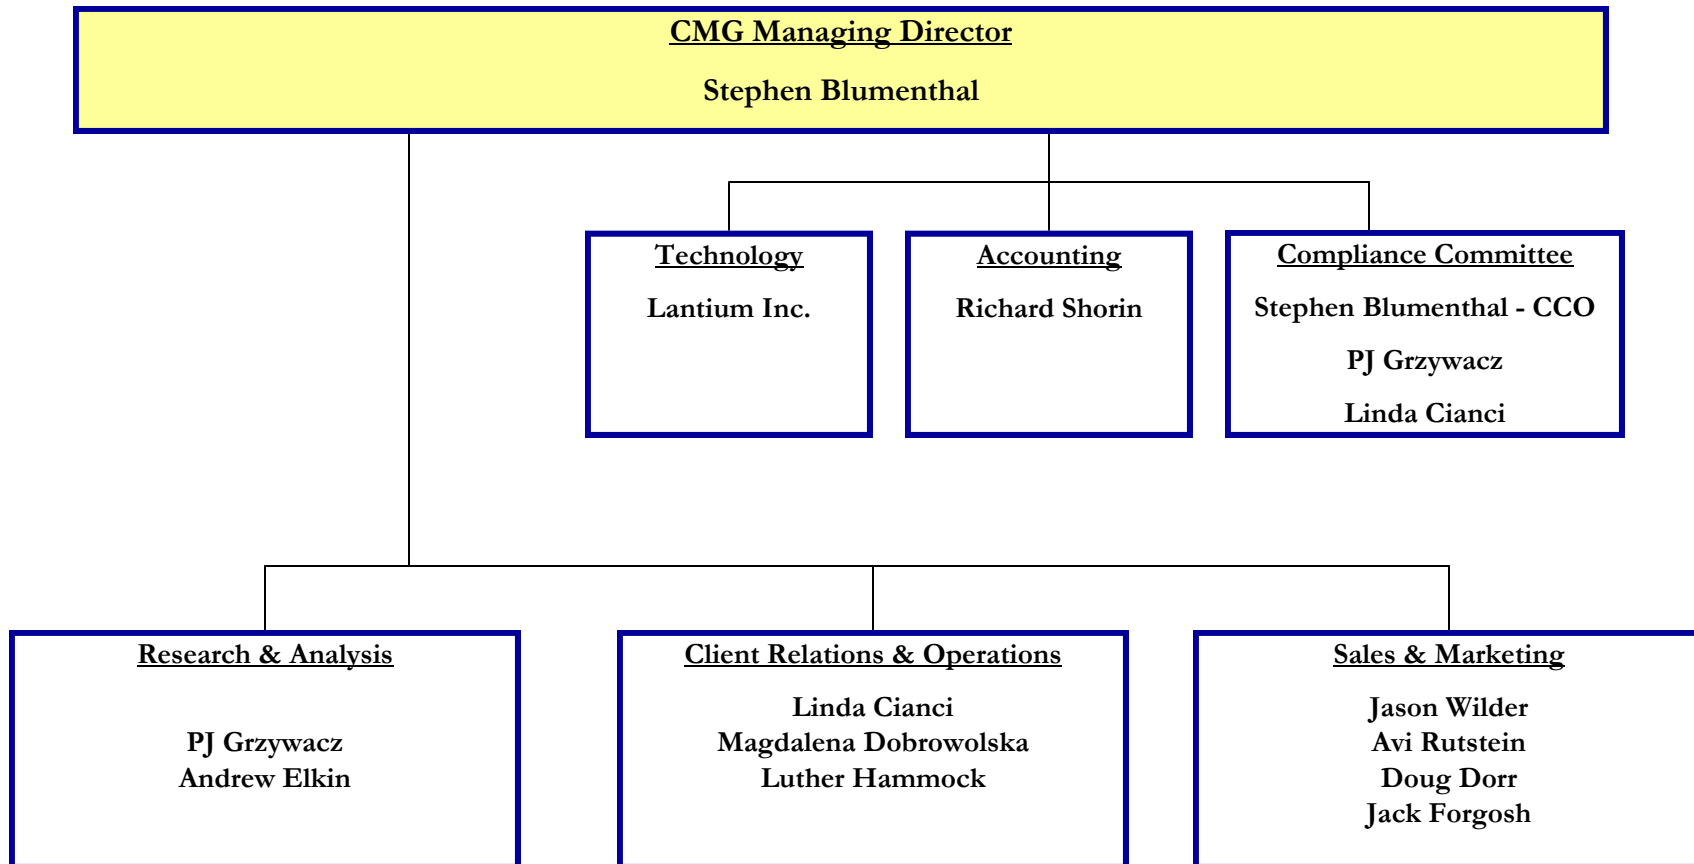 CMG Managing Director
Stephen Blumenthal
Technology
Lantium Inc.
Accounting
Richard Shorin
Compliance Committee
Stephen Blumenthal - CCO
PJ Grzywacz
Linda Cianci
Research & Analysis
PJ Grzywacz
Andrew Elkin
Client Relations & Operations
Linda Cianci
Magdalena Dobrowolska
Luther Hammock
Sales & Marketing
Jason Wilder
Avi Rutstein
Doug Dorr
Jack Forgosh